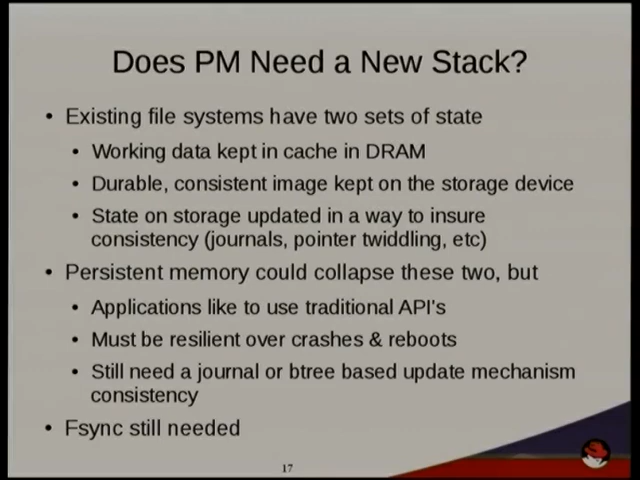 Does PM Need a New Stack?
• Existing file systems have two sets of state
• Working data kept in cache in DRAM
• Durable, consistent image kept on the storage device
• State on storage updated in a way to insure
consistency (journals, pointer twiddling, etc)
• Persistent memory could collapse these two, but
• Applications like to use traditional API's
• Must be resilient over crashes & reboots
• Still need a journal or btree based update mechanism
consistency
• Fsync still needed
17